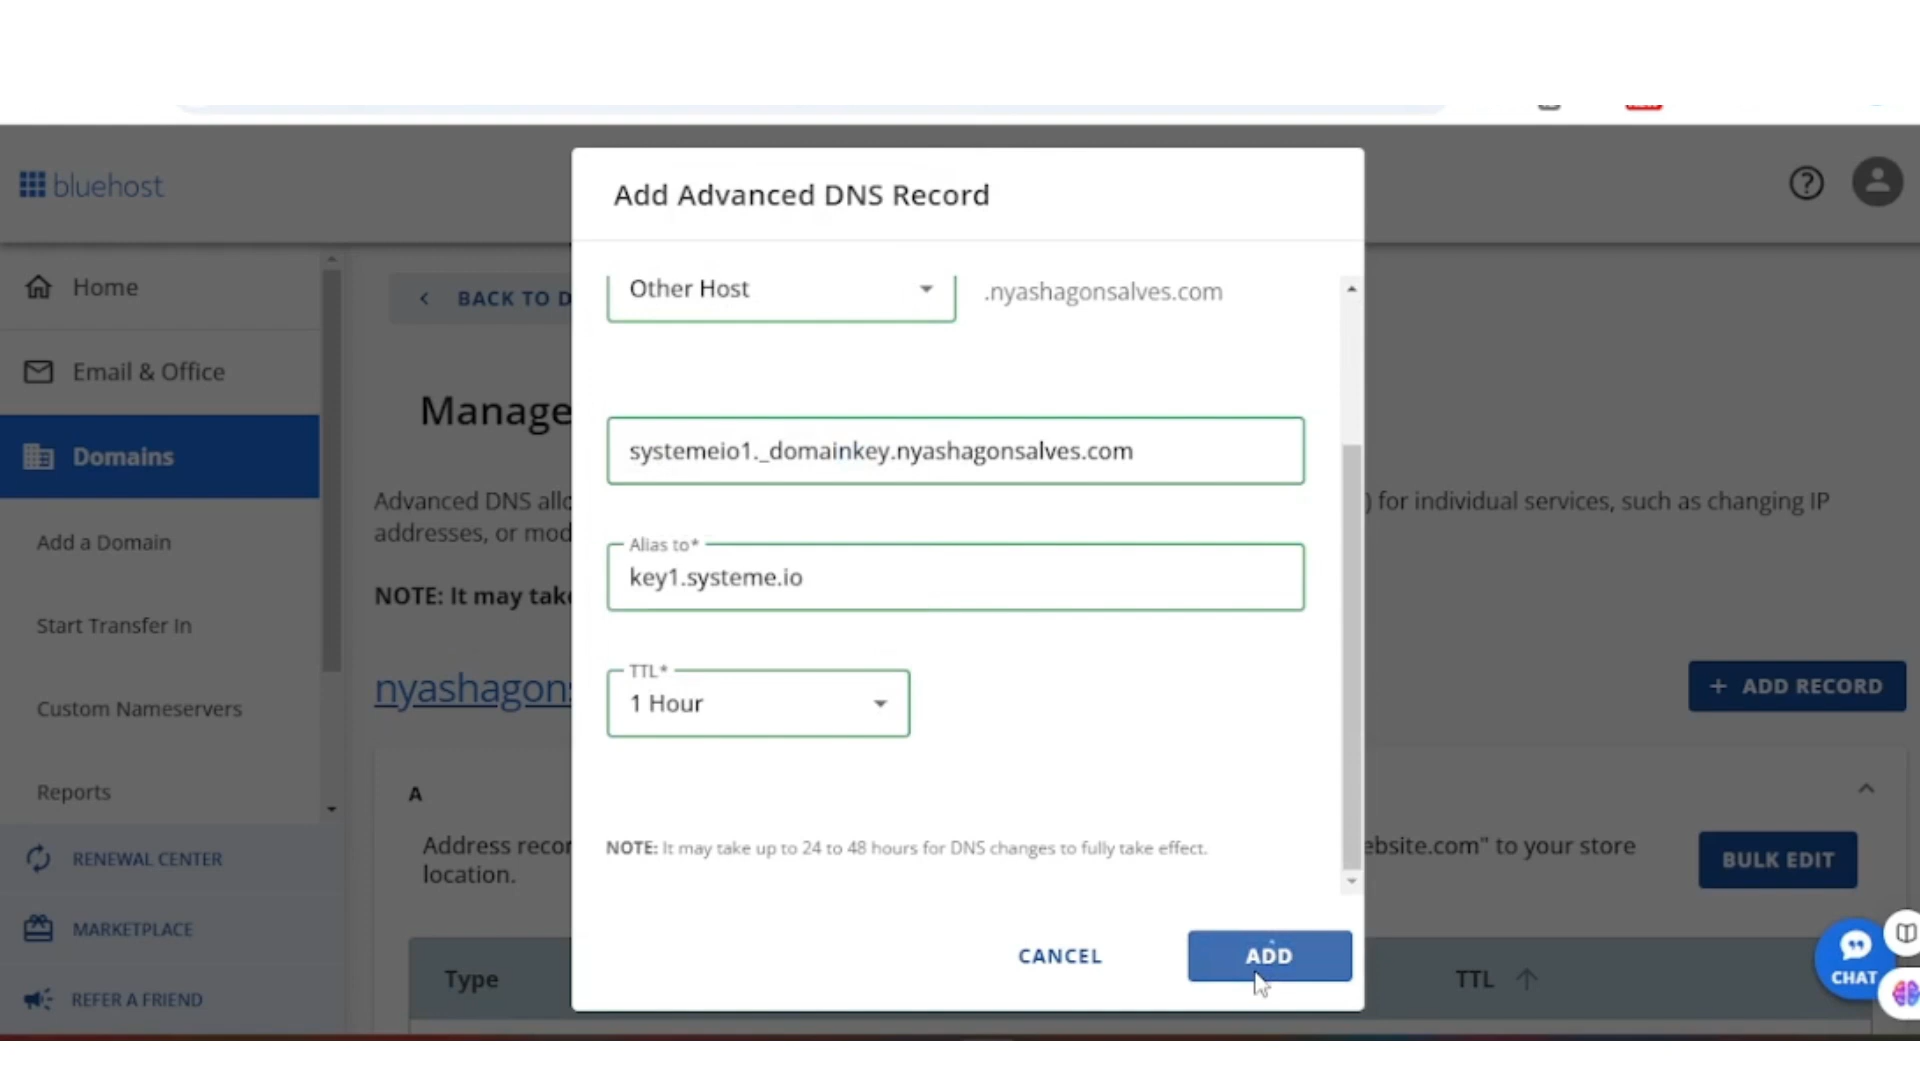 bluehost
Add Advanced DNS Record
Home
Email & Office
Domains
Add a Domain
Start Transfer In
Custom Nameservers
Reports
RENEWAL CENTER
MARKETPLACE
REFER A FRIEND
BACK TO D
Manage
Advanced DNS allo
) for individual services, such as changing IP
addresses, or mod
NOTE: It may take
nyashagons
+ ADD RECORD
A
Address recor
ebsite.com" to your store
location.
BULK EDIT
Type
TTL
CHAT
Other Host
.nyashagonsalves.com
systemeio1._domainkey.nyashagonsalves.com
Alias to*
key1.systeme.io
TTL*
1 Hour
NOTE: It may take up to 24 to 48 hours for DNS changes to fully take effect.
CANCEL
ADD